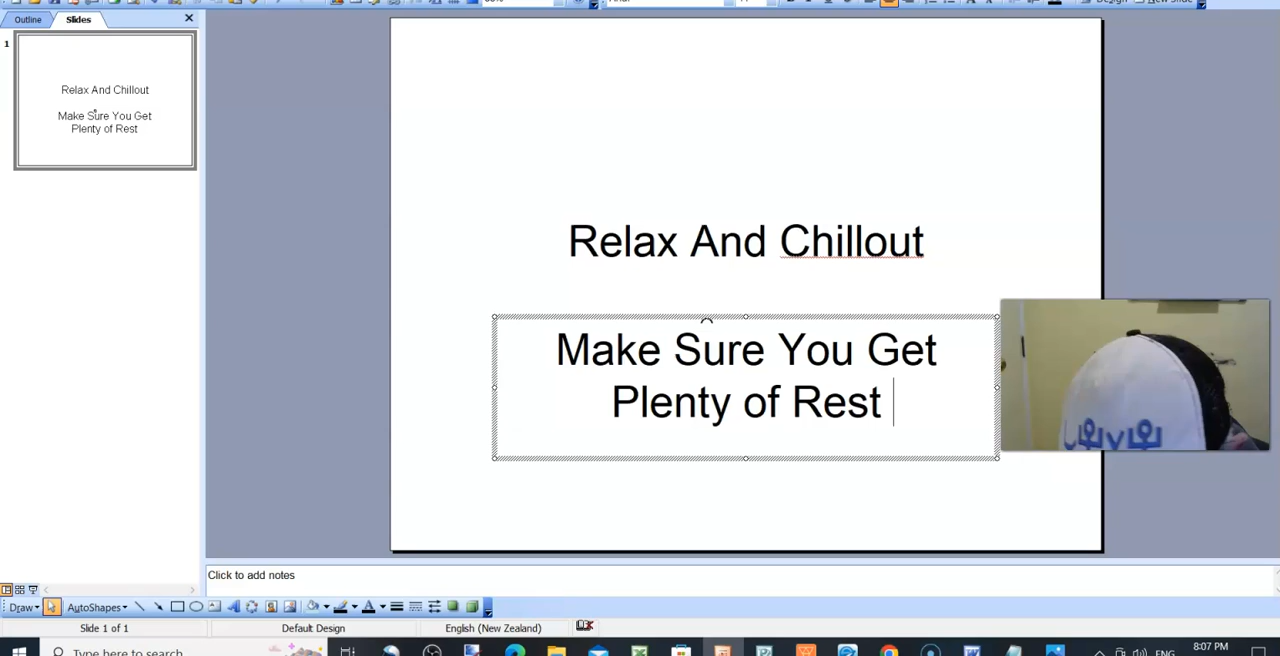 Outline
Slides
1
Relax And Chillout
Make Sure You Get
Plenty of Rest
Relax And Chillout
Make Sure You Get
Plenty of Rest
Click to add notes
Draw
AutoShapes
Slide 1 of 1
Default Design
English (New Zealand)
Type here to search
ENG
8:07 PM